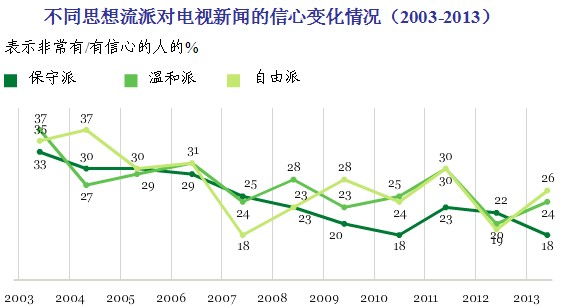 不同思想流派对电视新闻的信心变化情况（2003-2013）
表示非常有/有信心的人的%
保守派 温和派 自由派
37 37
35
33 30 30 31 28 28 30 26
27 29 29 25 25 30
24 23 23 24 23 22 24
18 23 20 18 20 19 18
2003 2004 2005 2006 2007 2008 2009 2010 2011 2012 2013